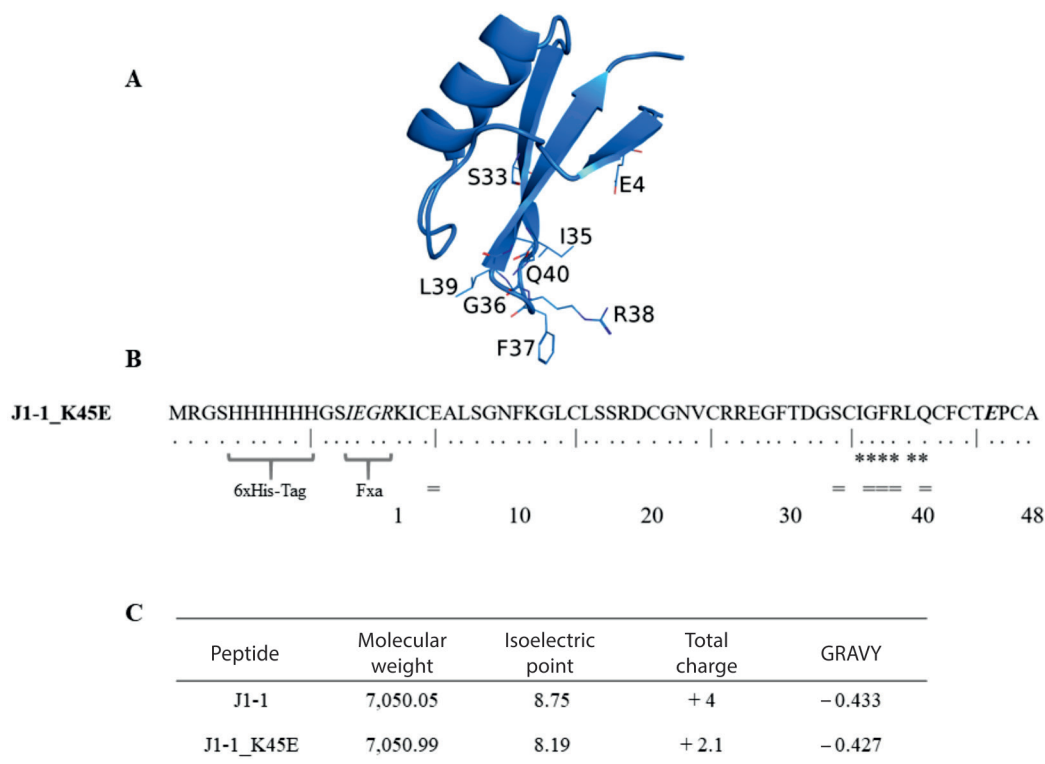 A
S33
E4
I35
Q40
L39
G36
R38
F37
B
J1-1_K45E MRGSHHHHHHHGSIEGRKICEALSGNFKGLCLSSRDCGNVCRREGFTDGSCIGFRLQCFCTEPCA
**** **
6xHis-Tag Fxa = = === =
1 10 20 30 40 48
C
Peptide Molecular weight Isoelectric point Total charge GRAVY
J1-1 7,050.05 8.75 + 4 – 0.433
J1-1_K45E 7,050.99 8.19 + 2.1 – 0.427